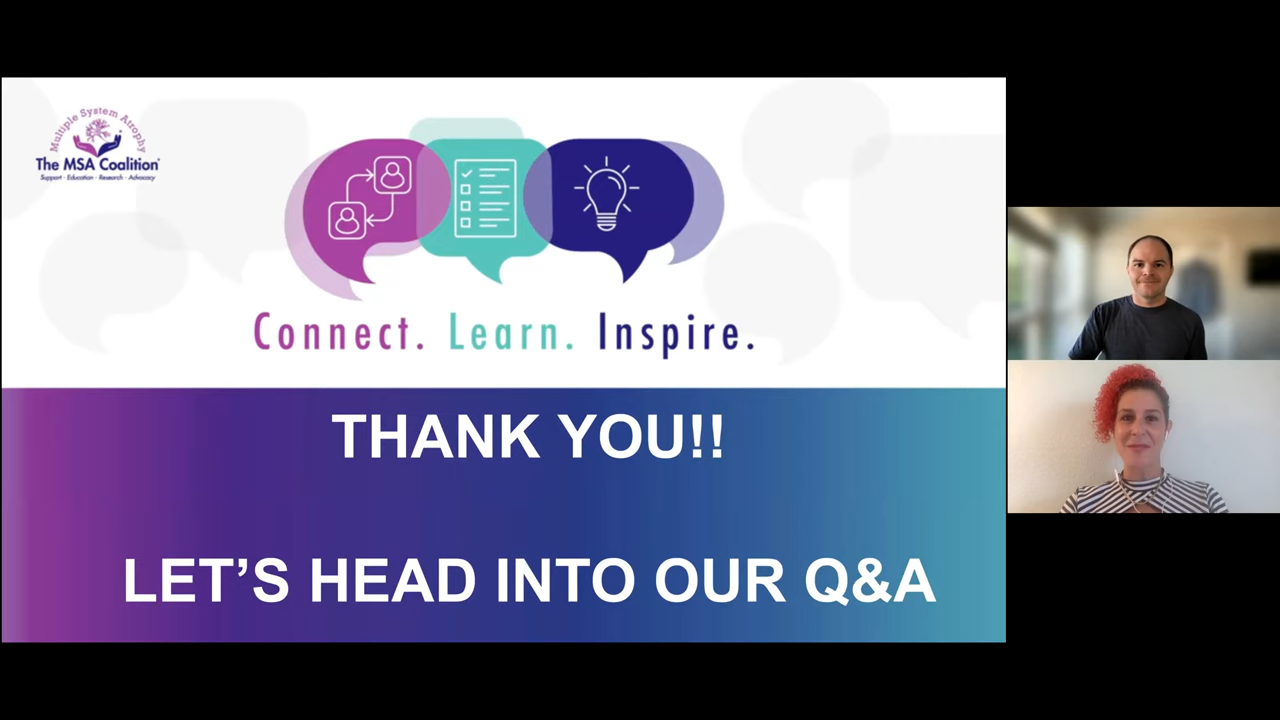 Multiple System Atrophy
The MSA Coalition®
Support - Education - Research - Advocacy
Connect. Learn. Inspire.
THANK YOU!!
LET’S HEAD INTO OUR Q&A